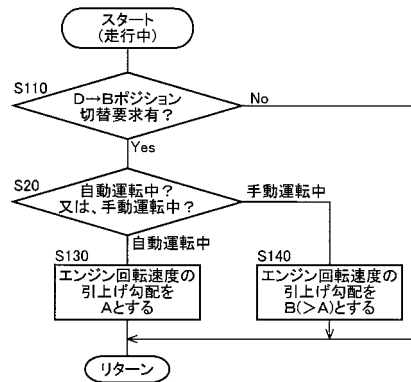 スタート
(走行中)
S110
D→Bポジション
切替要求有?
No
Yes
S20
自動運転中?
又は、手動運転中?
手動運転中
自動運転中
S130
エンジン回転速度の
引上げ勾配を
Aとする
S140
エンジン回転速度の
引上げ勾配を
B(>A)とする
リターン